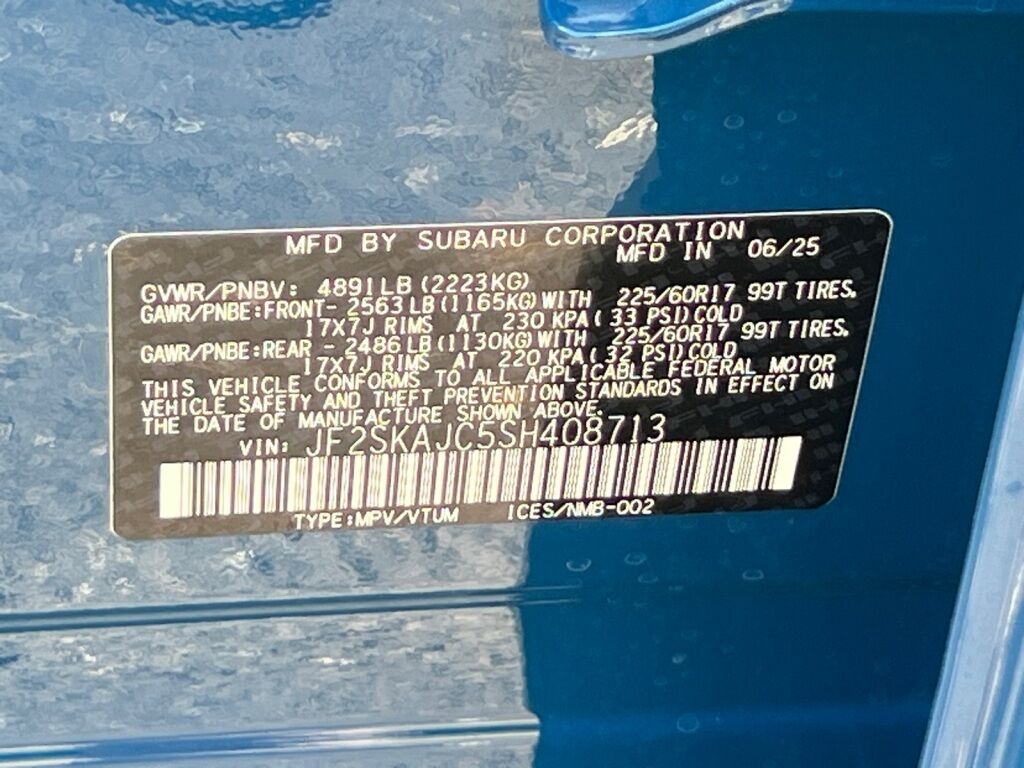 MFD BY SUBARU CORPORATION
MFD IN 06/25
GVWR/PNBV: 4891LB (2223KG)
GAWR/PNBE:FRONT- 2563LB(1165KG)WITH 225/60R17 99T TIRES,
17X7J RIMS AT 230 KPA( 33 PSI)COLD
GAWR/PNBE:REAR - 2486LB(1130KG)WITH 225/60R17 99T TIRES,
17X7J RIMS AT 220 KPA( 32 PSI)COLD
THIS VEHICLE CONFORMS TO ALL APPLICABLE FEDERAL MOTOR
VEHICLE SAFETY AND THEFT PREVENTION STANDARDS IN EFFECT ON
THE DATE OF MANUFACTURE SHOWN ABOVE.
VIN: JF2SKAJC5SH408713
TYPE:MPV/VTUM ICES/NMB-002